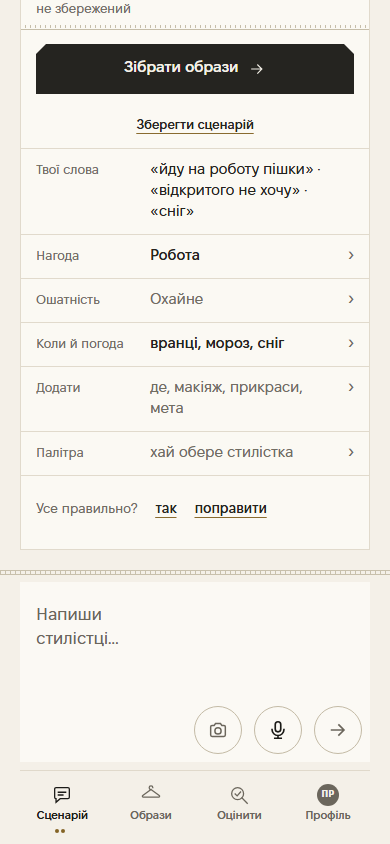 не збережений
Зібрати образи →
Зберегти сценарій
Твої слова
«йду на роботу пішки» ·
«відкритого не хочу» ·
«сніг»
Нагода
Робота
Ошатність
Охайне
Коли й погода
вранці, мороз, сніг
Додати
де, макіяж, прикраси,
мета
Палітра
хай обере стилістка
Усе правильно? так поправити
Напиши
стилістці...
Сценарій Образи Оцінити ПР Профіль